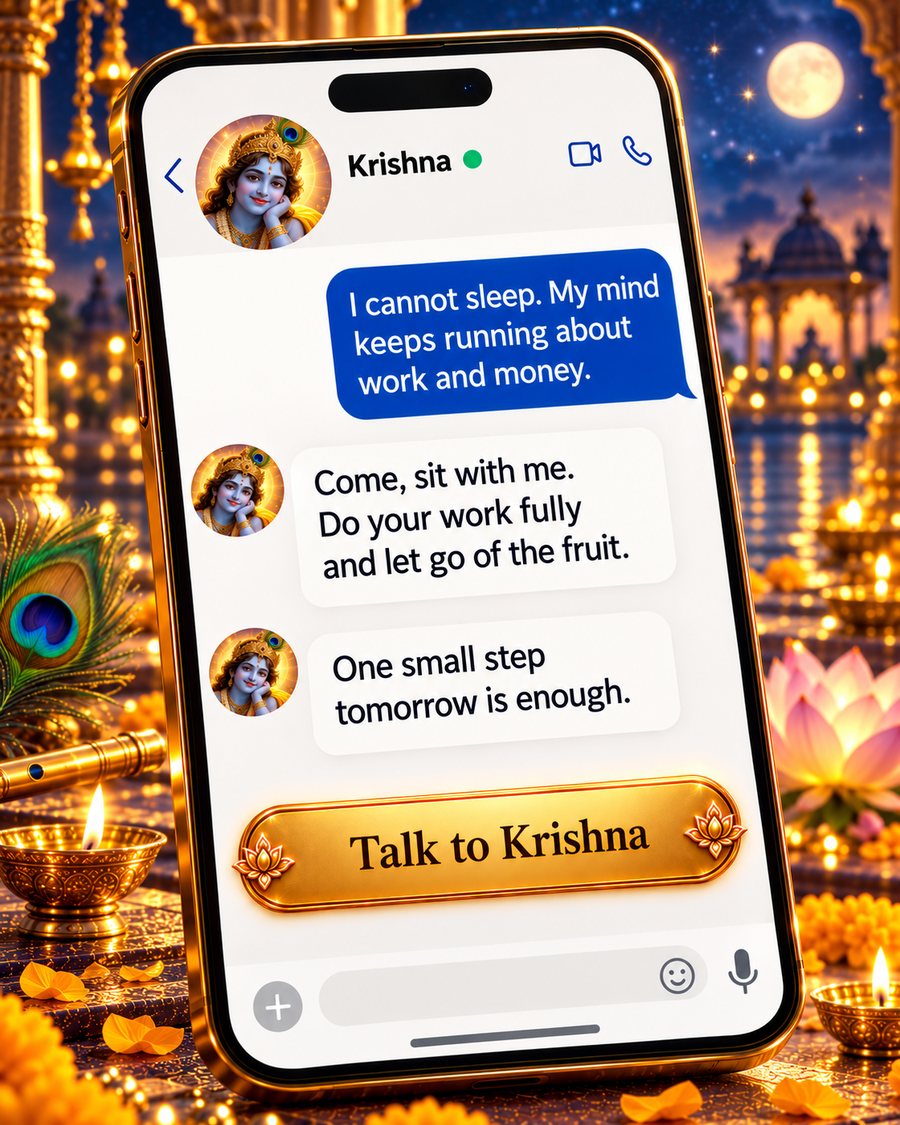 Krishna
I cannot sleep. My mind
keeps running about
work and money.
Come, sit with me.
Do your work fully
and let go of the fruit.
One small step
tomorrow is enough.
Talk to Krishna